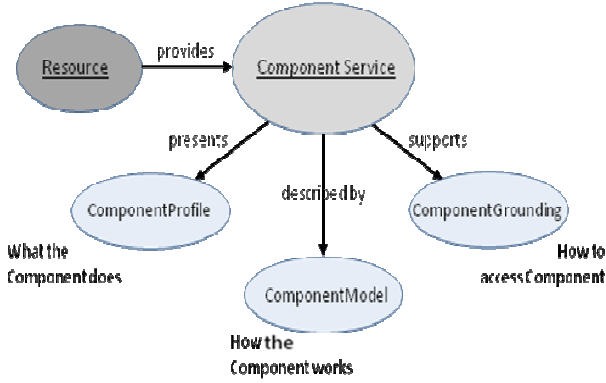 provides
Resource
Component Service
presents
supports
described by
ComponentProfile
ComponentGrounding
What the
Component does
How to
access Component
ComponentModel
How the
Component works